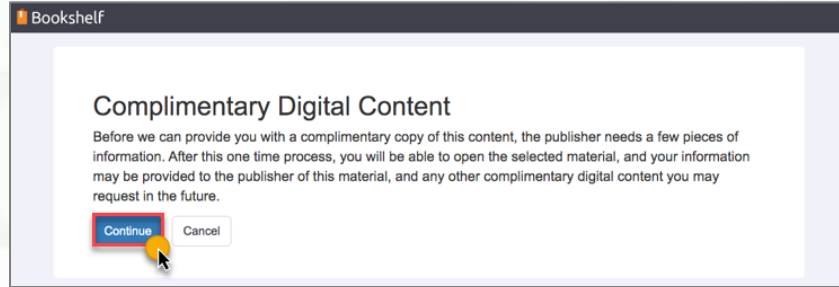 Bookshelf
Complimentary Digital Content
Before we can provide you with a complimentary copy of this content, the publisher needs a few pieces of
information. After this one time process, you will be able to open the selected material, and your information
may be provided to the publisher of this material, and any other complimentary digital content you may
request in the future.
Continue Cancel